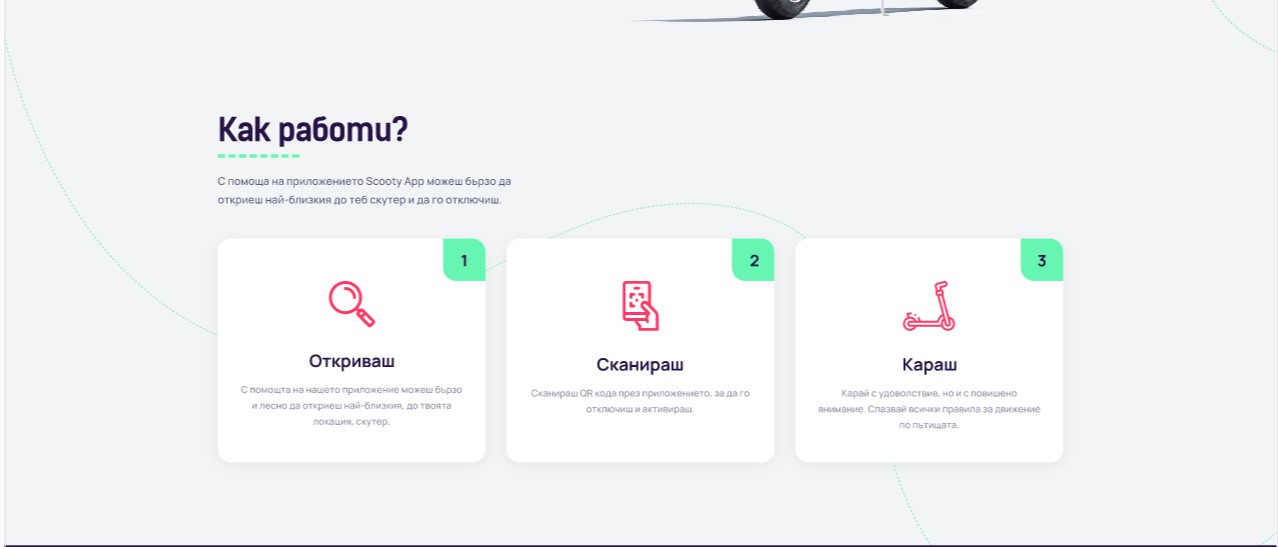 Как работи?
С помоща на приложението Scooty App можеш бързо да
откриеш най-близкия до теб скутер и да го отключиш.
1
Откриваш
С помощта на нашето приложение можеш бързо
и лесно да откриеш най-близкия, до твоята
локация, скутер.
2
Сканираш
Сканираш QR кода през приложението, за да го
отключиш и активираш.
3
Караш
Карай с удоволствие, но и с повишено
внимание. Спазвай всички правила за движение
по пътищата.